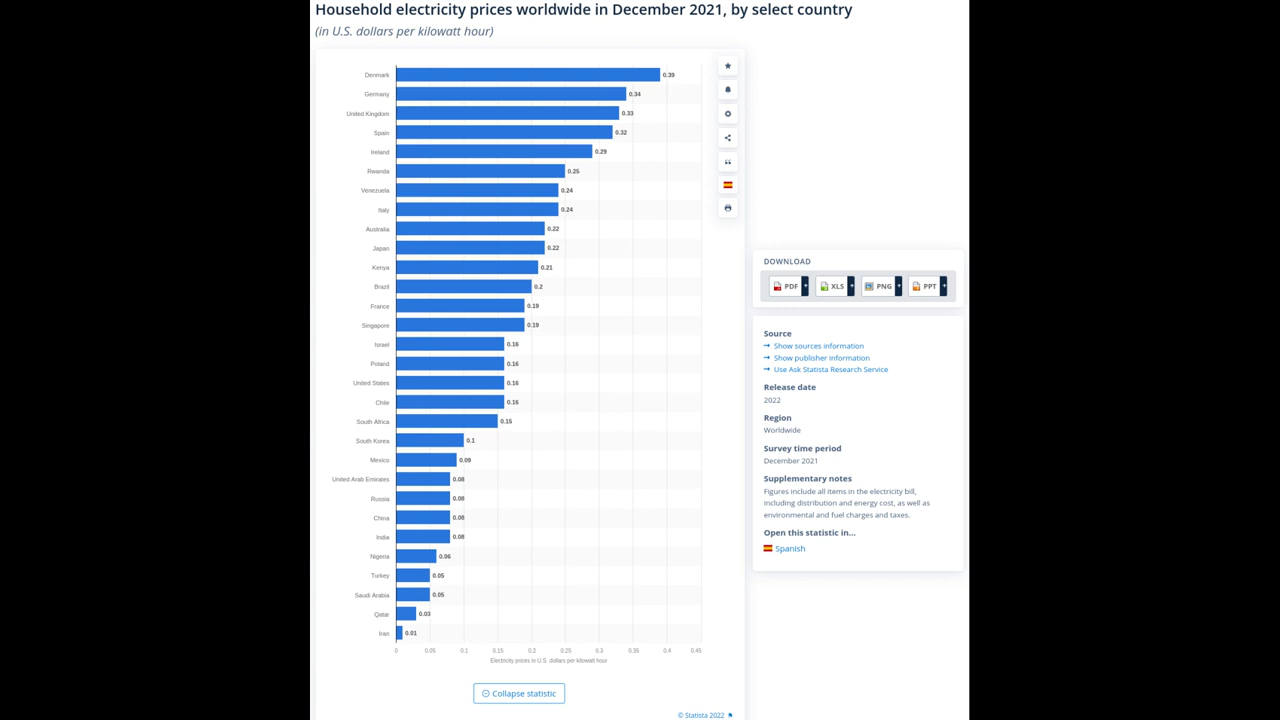 Household electricity prices worldwide in December 2021, by select country
(in U.S. dollars per kilowatt hour)
Denmark 0.39
Germany 0.34
United Kingdom 0.33
Spain 0.32
Ireland 0.29
Rwanda 0.25
Venezuela 0.24
Italy 0.24
Australia 0.22
Japan 0.22
Kenya 0.21
Brazil 0.2
France 0.19
Singapore 0.19
Israel 0.16
Poland 0.16
United States 0.16
Chile 0.16
South Africa 0.15
South Korea 0.1
Mexico 0.09
United Arab Emirates 0.08
Russia 0.08
China 0.08
India 0.08
Nigeria 0.06
Turkey 0.05
Saudi Arabia 0.05
Qatar 0.03
Iran 0.01
0 0.05 0.1 0.15 0.2 0.25 0.3 0.35 0.4 0.45
Electricity prices in U.S. dollars per kilowatt hour
Collapse statistic
© Statista 2022
DOWNLOAD
PDF + XLS + PNG + PPT +
Source
Show sources information
Show publisher information
Use Ask Statista Research Service
Release date
2022
Region
Worldwide
Survey time period
December 2021
Supplementary notes
Figures include all items in the electricity bill,
including distribution and energy cost, as well as
environmental and fuel charges and taxes.
Open this statistic in...
Spanish